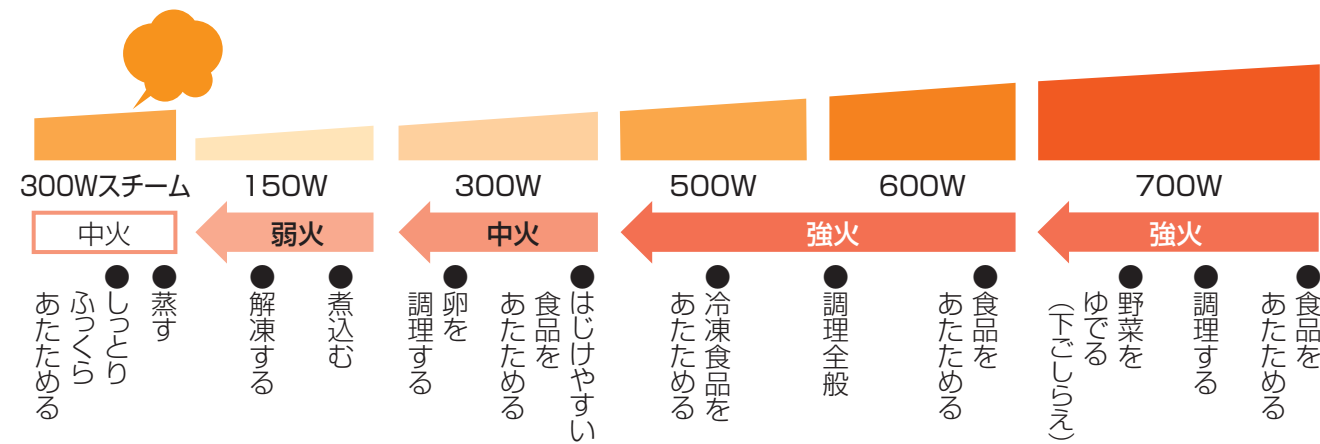 300Wスチーム
150W
300W
500W
600W
700W
中火
弱火
中火
強火
強火
●蒸す
●しっとり
ふっくら
あたためる
●煮込む
●解凍する
●はじけやすい
食品を
あたためる
●卵を
調理する
●食品を
あたためる
●調理全般
●冷凍食品を
あたためる
●食品を
あたためる
●調理する
●野菜を
ゆでる
(下ごしらえ)